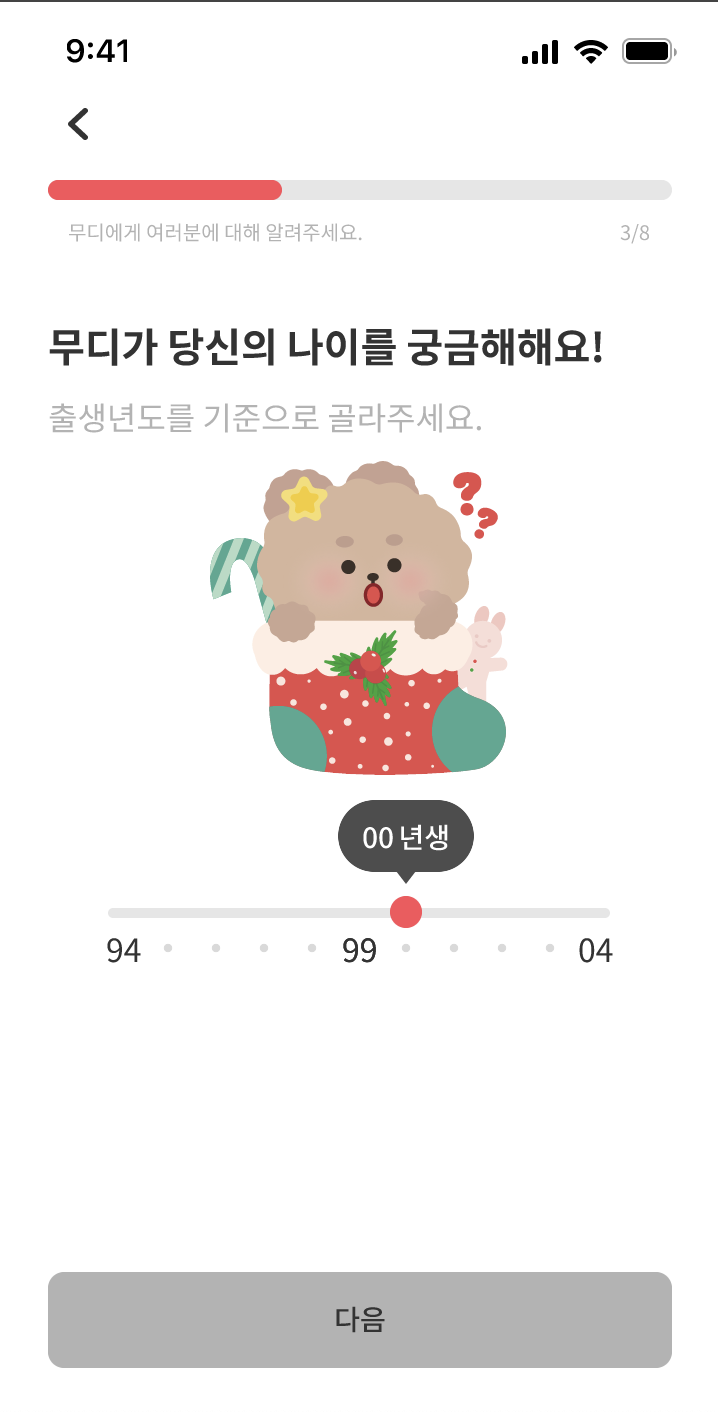 9:41
무디에게 여러분에 대해 알려주세요. 3/8
무디가 당신의 나이를 궁금해해요!
출생년도를 기준으로 골라주세요.
??
00 년생
94 99 04
다음